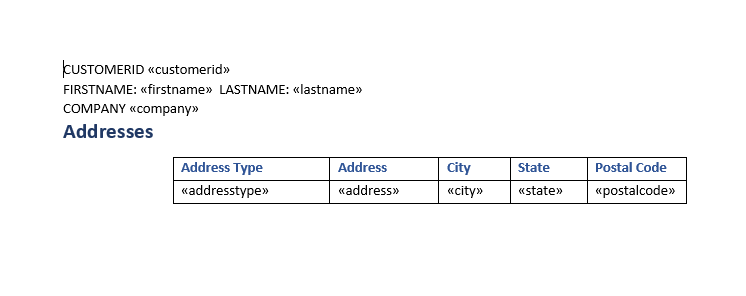 CUSTOMERID «customerid»
FIRSTNAME: «firstname» LASTNAME: «lastname»
COMPANY «company»
Addresses
Address Type Address City State Postal Code
«addresstype» «address» «city» «state» «postalcode»